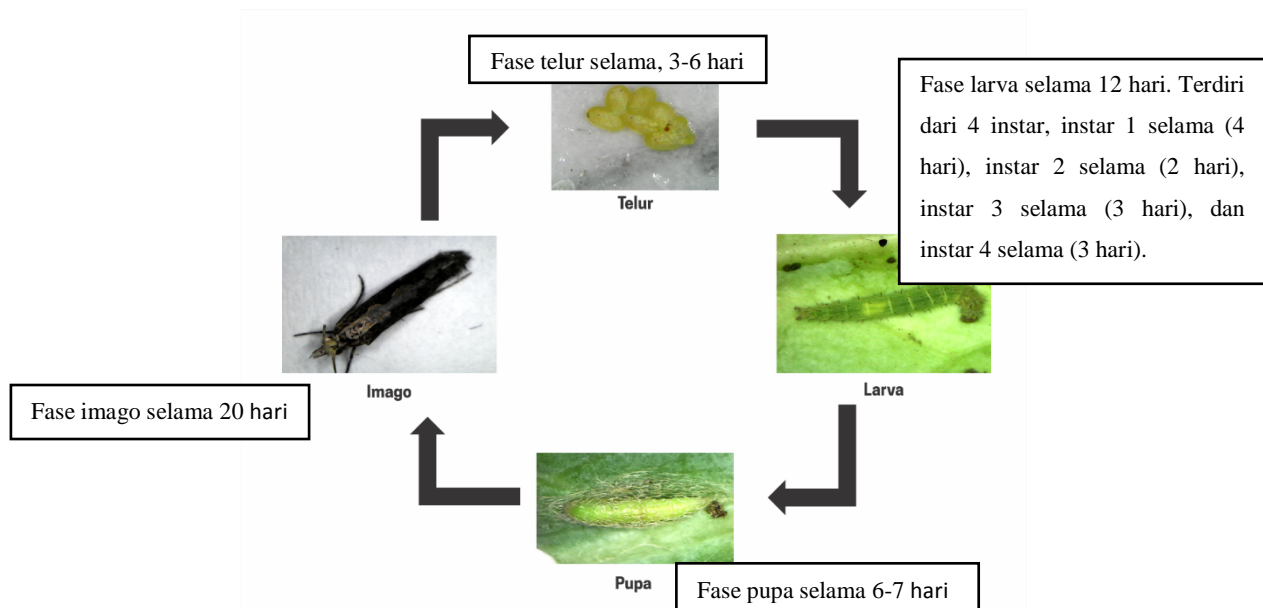 Fase telur selama, 3-6 hari
Telur
Fase larva selama 12 hari. Terdiri
dari 4 instar, instar 1 selama (4
hari), instar 2 selama (2 hari),
instar 3 selama (3 hari), dan
instar 4 selama (3 hari).
Larva
Imago
Fase imago selama 20 hari
Pupa
Fase pupa selama 6-7 hari